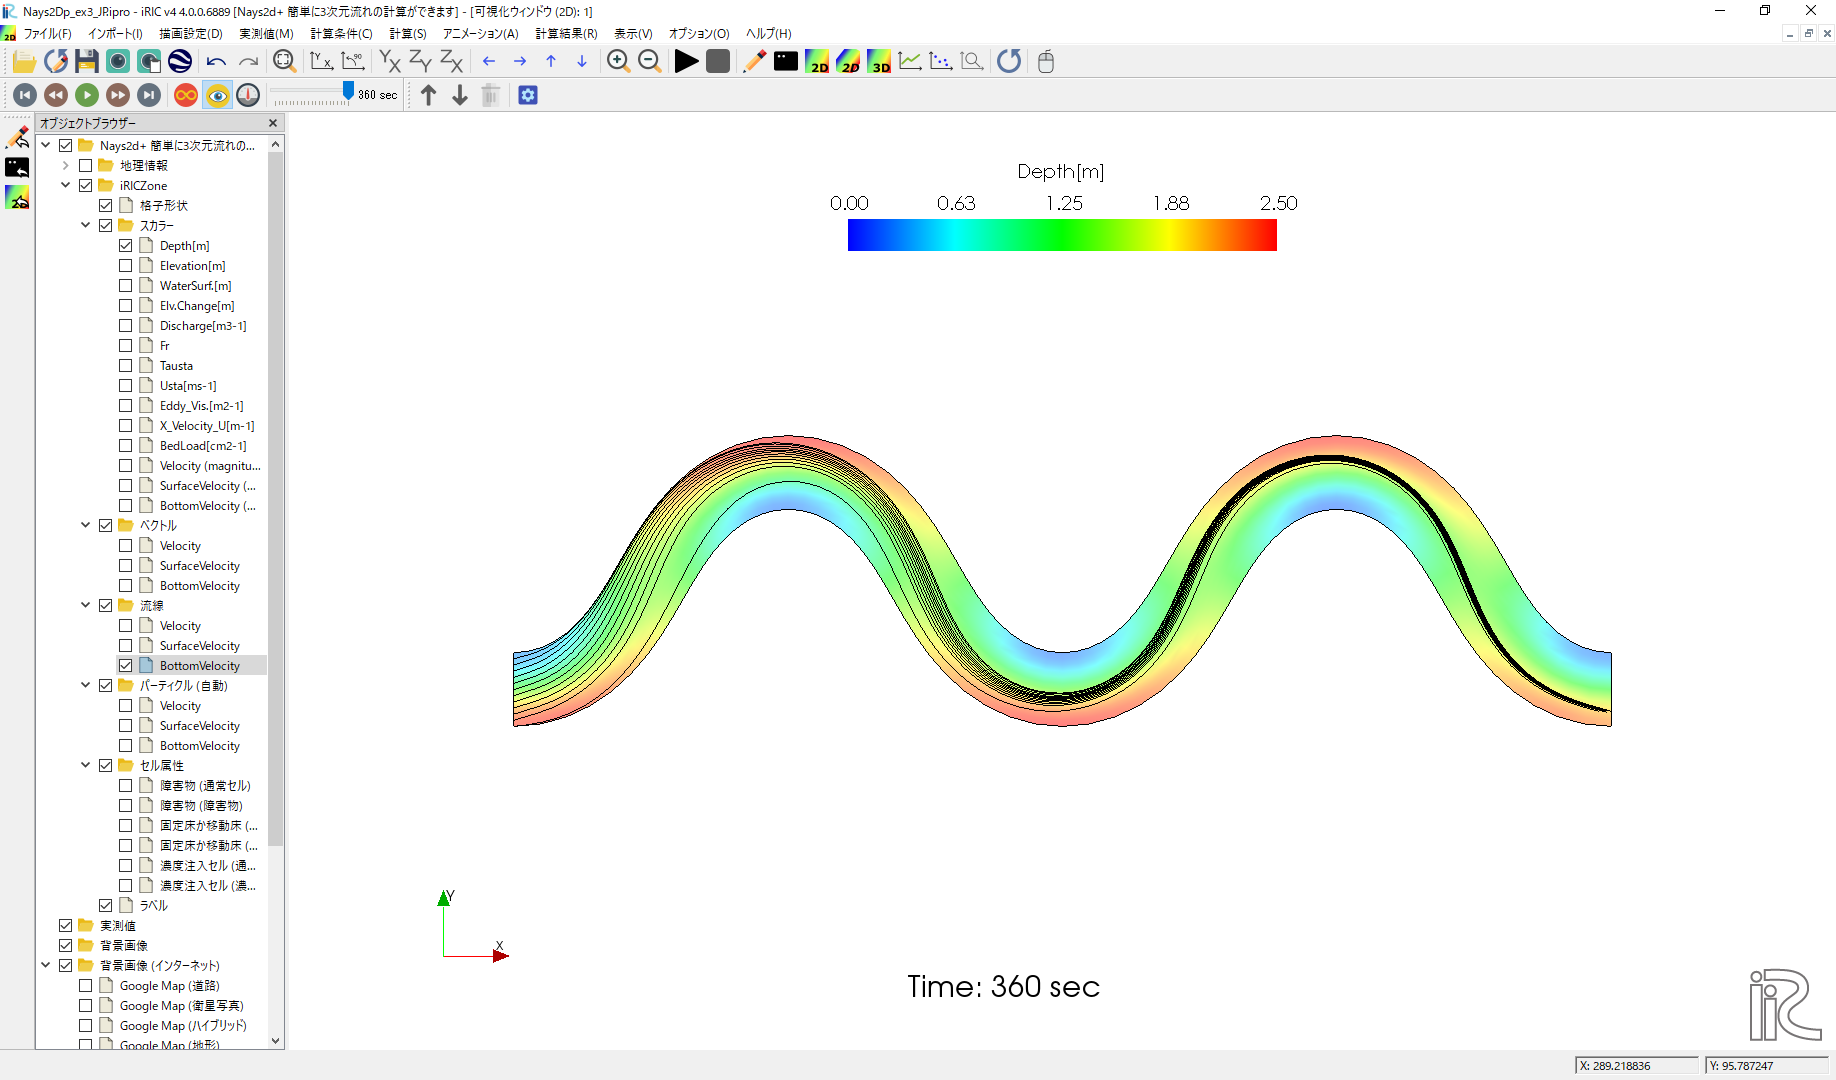 Nays2Dp_ex3_JP.ipro - iRIC v4 4.0.0.6889 [Nays2d+ 簡単に3次元流れの計算ができます] - [可視化ウィンドウ (2D): 1]
ファイル(F) インポート(I) 描画設定(D) 実測値(M) 計算条件(C) 計算(S) アニメーション(A) 計算結果(R) 表示(V) オプション(O) ヘルプ(H)
360 sec
オブジェクトブラウザー
Nays2d+ 簡単に3次元流れの...
地理情報
iRICZone
格子形状
スカラー
Depth[m]
Elevation[m]
WaterSurf.[m]
Elv.Change[m]
Discharge[m3-1]
Fr
Tausta
Usta[ms-1]
Eddy_Vis.[m2-1]
X_Velocity_U[m-1]
BedLoad[cm2-1]
Velocity (magnitu...
SurfaceVelocity (...
BottomVelocity (...
ベクトル
Velocity
SurfaceVelocity
BottomVelocity
流線
Velocity
SurfaceVelocity
BottomVelocity
パーティクル (自動)
Velocity
SurfaceVelocity
BottomVelocity
セル属性
障害物 (通常セル)
障害物 (障害物)
固定床か移動床 (...
固定床か移動床 (...
濃度注入セル (通...
濃度注入セル (濃...
ラベル
実測値
背景画像
背景画像 (インターネット)
Google Map (道路)
Google Map (衛星写真)
Google Map (ハイブリッド)
Google Map (地形)
Depth[m]
0.00 0.63 1.25 1.88 2.50
Y
X
Time: 360 sec
iRIC
X: 289.218836
Y: 95.787247